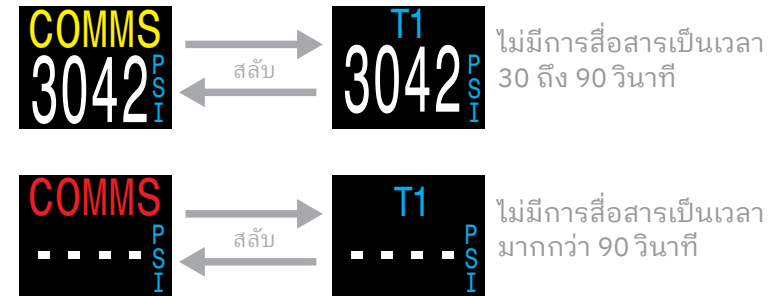 COMMS
3042 PSI
สลับ
T1
3042 PSI
ไม่มีการสื่อสารเป็นเวลา
30 ถึง 90 วินาที
COMMS
- - - - PSI
สลับ
T1
- - - - PSI
ไม่มีการสื่อสารเป็นเวลา
มากกว่า 90 วินาที